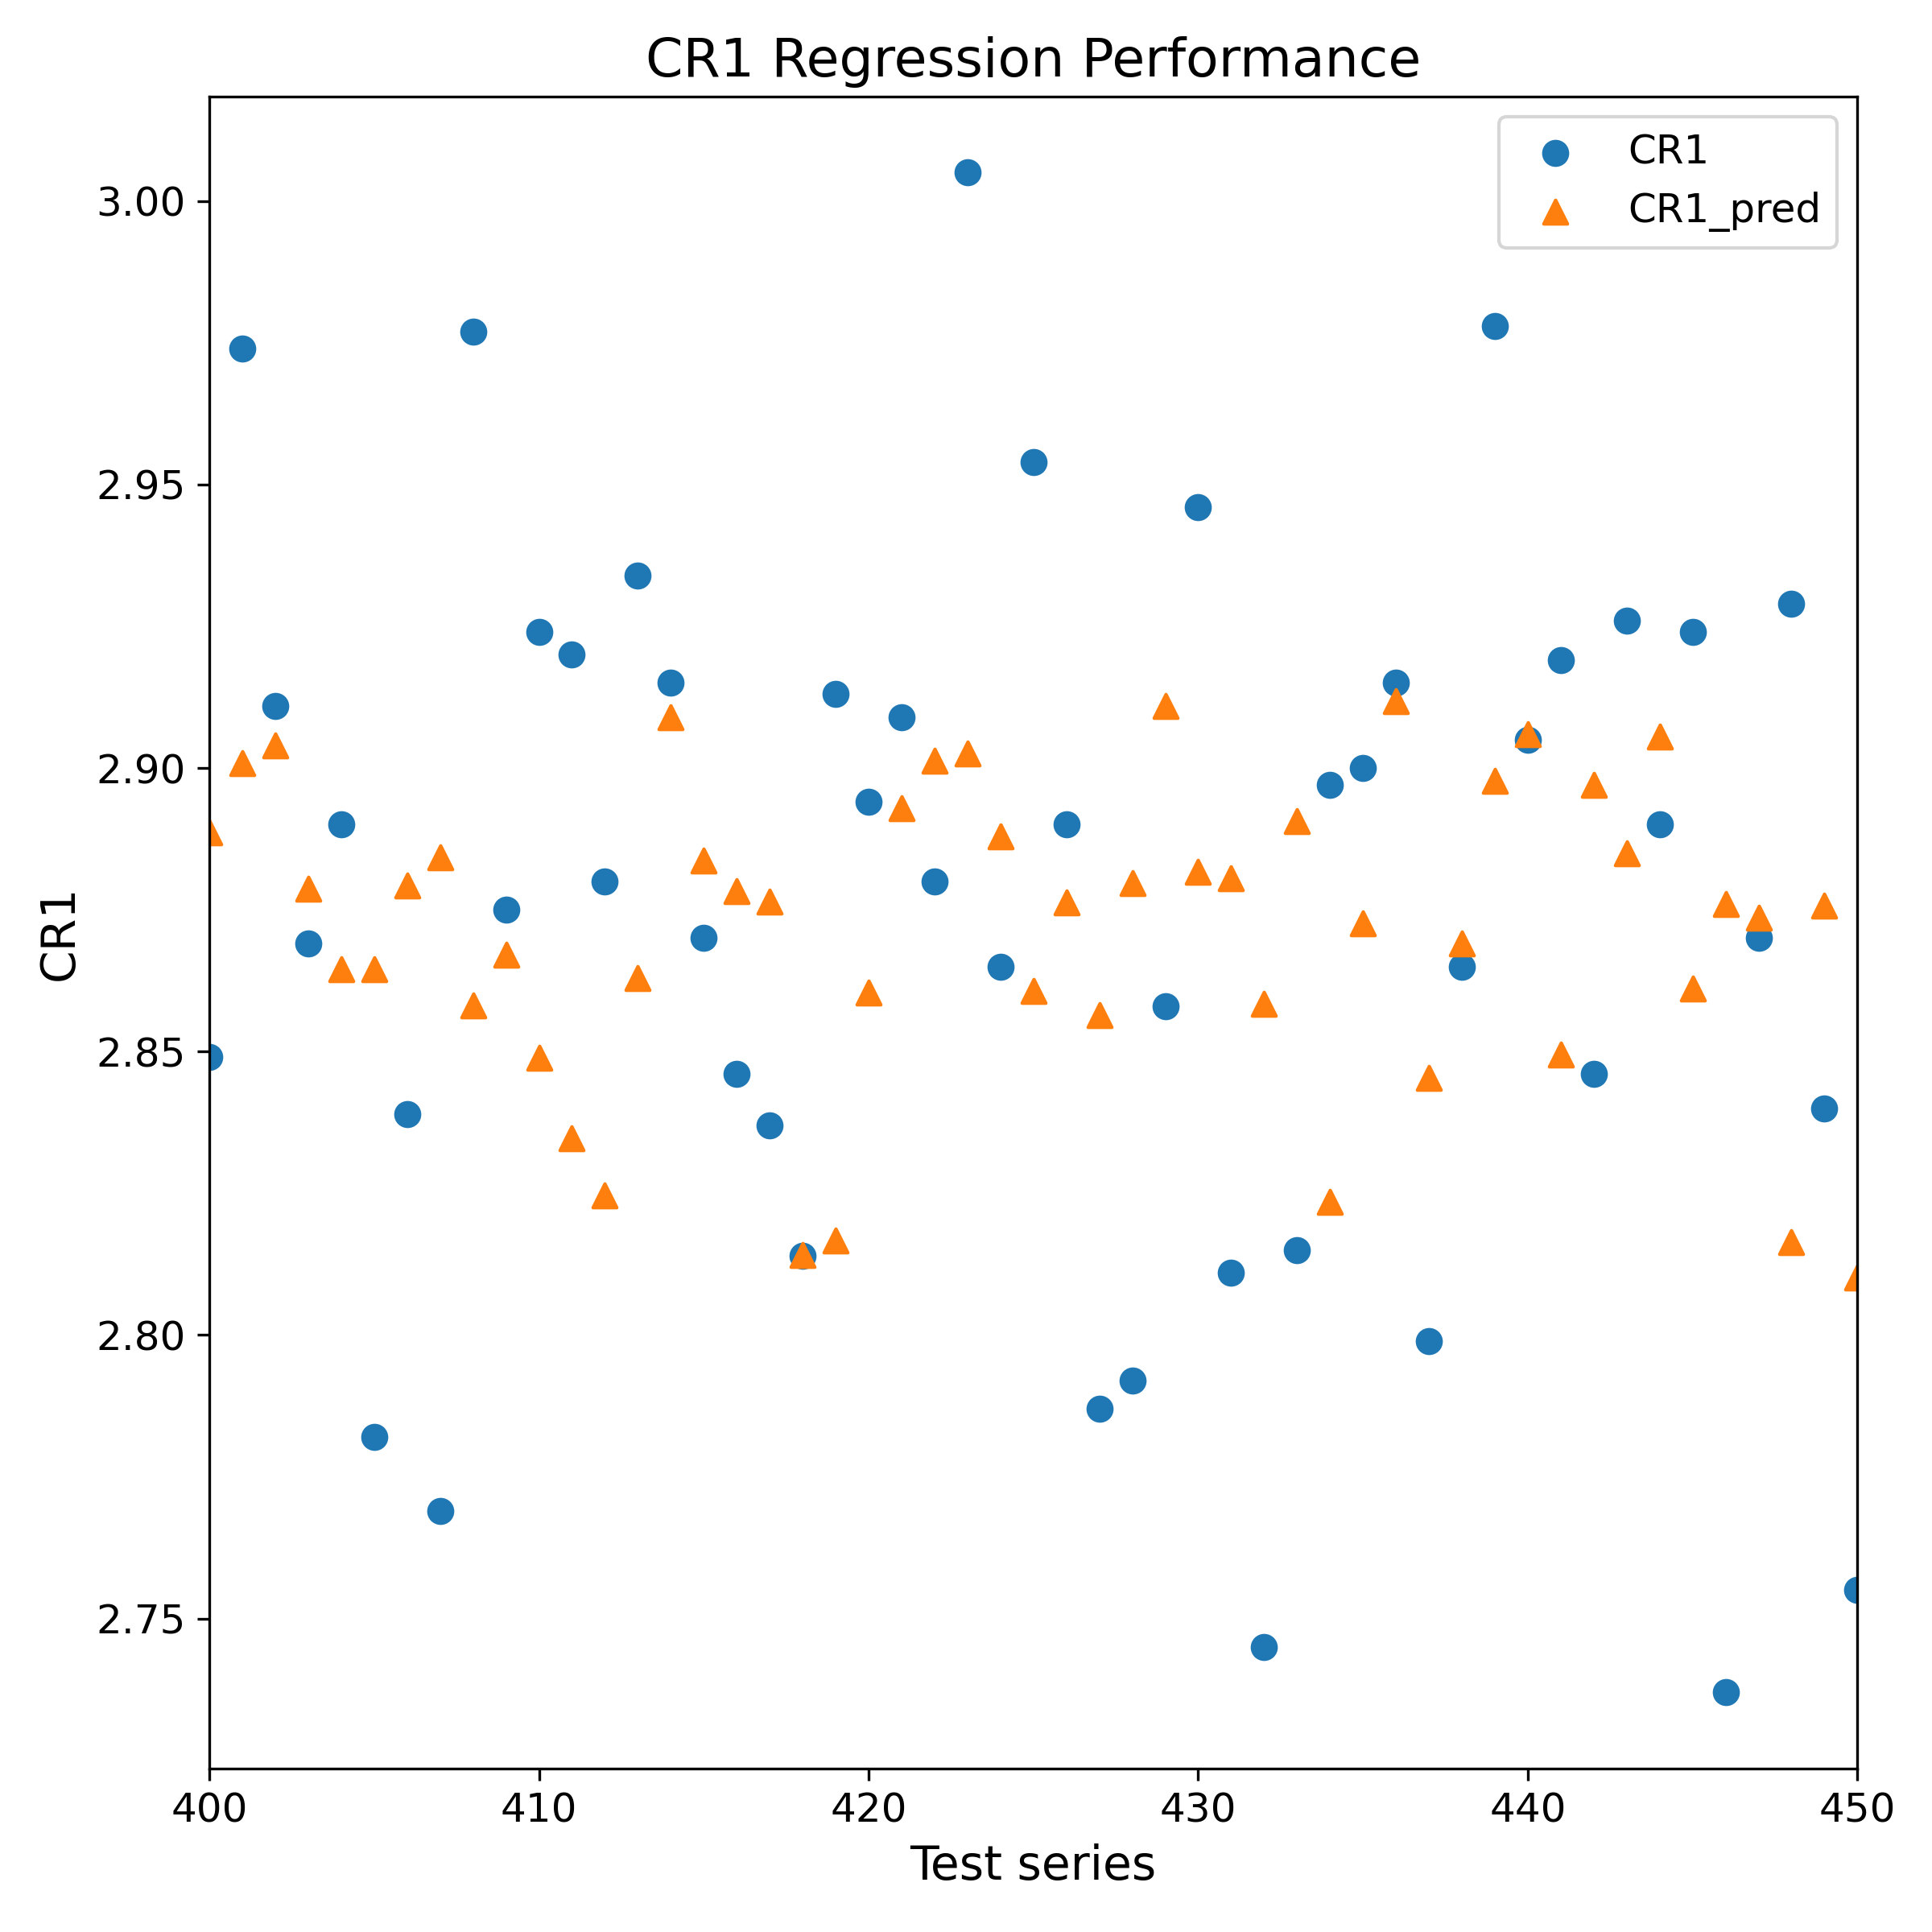 CR1 Regression Performance
CR1
CR1_pred
3.00
2.95
2.90
2.85
2.80
2.75
CR1
400 410 420 430 440 450
Test series